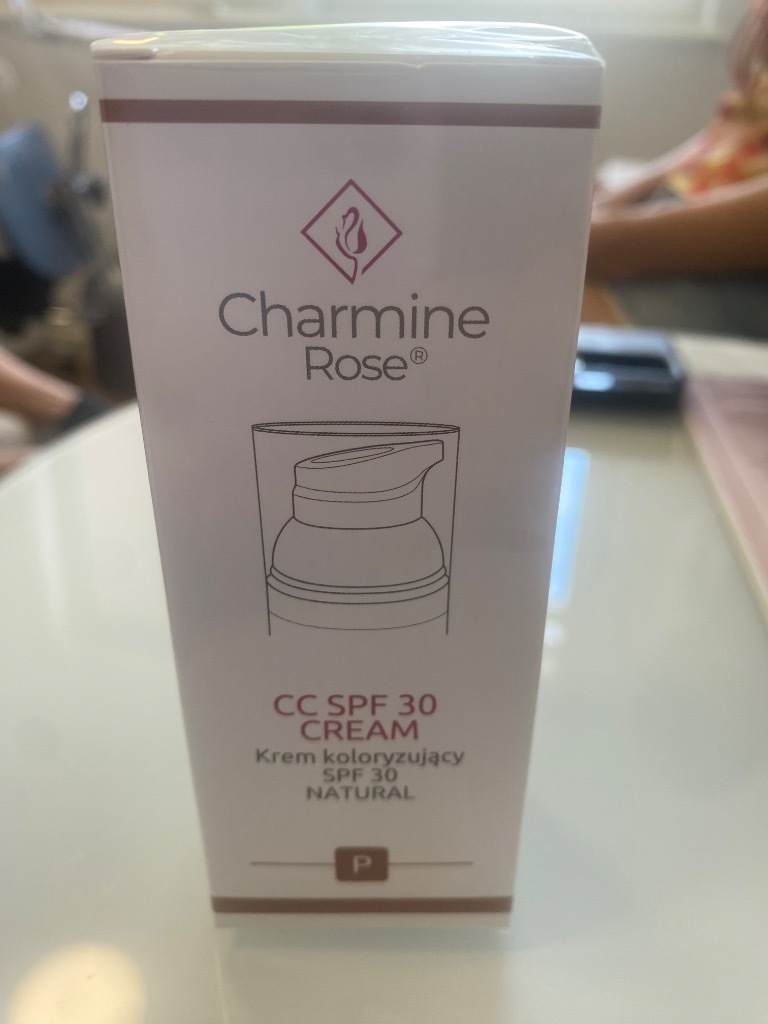 Charmine
Rose®
CC SPF 30
CREAM
Krem koloryzujący
SPF 30
NATURAL
P